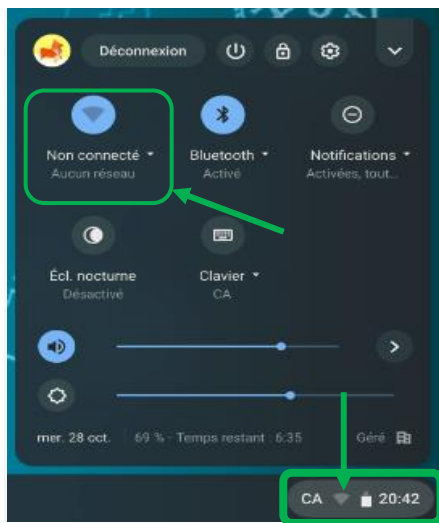 Déconnexion
Non connecté Bluetooth Notifications
Aucun réseau Activé Activées, tout...
Écl. nocturne Clavier
Désactivé CA
mer. 28 oct. 69 % - Temps restant : 6:35 Géré
CA 20:42